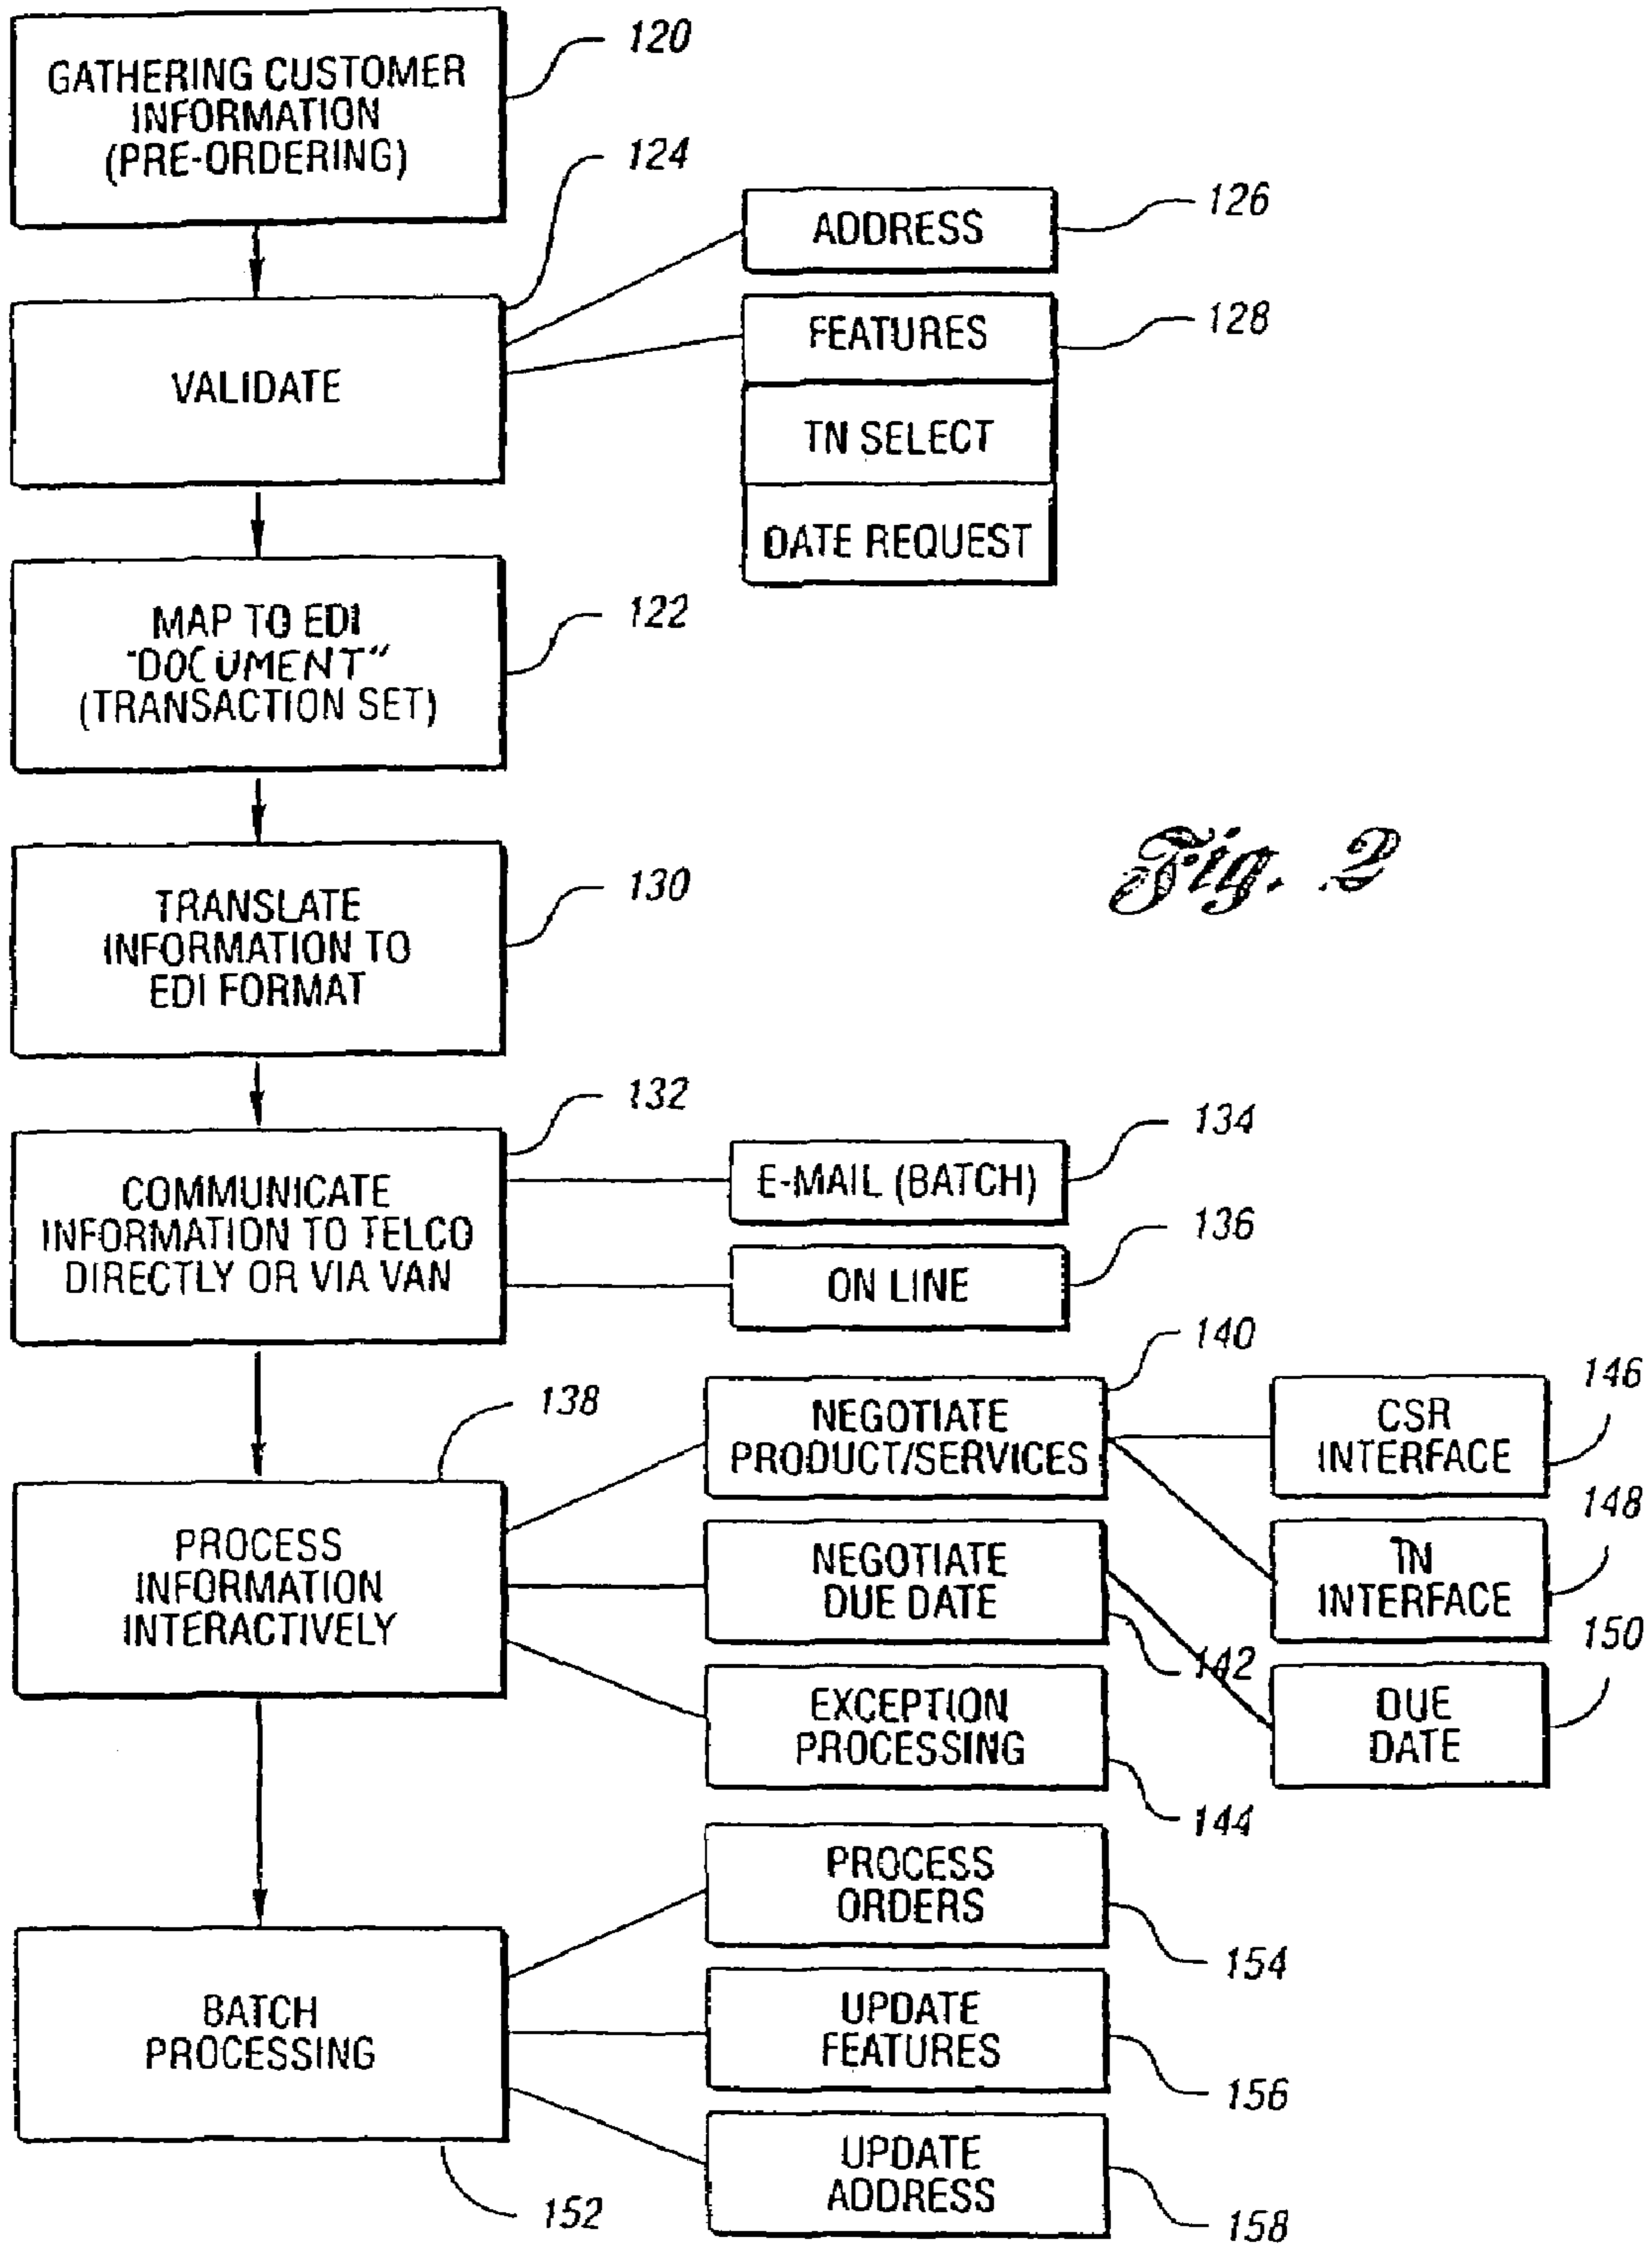 120
GATHERING CUSTOMER
INFORMATION
(PRE-ORDERING)
124
126
ADDRESS
128
FEATURES
VALIDATE
TN SELECT
DATE REQUEST
122
MAP TO EDI
"DOCUMENT"
(TRANSACTION SET)
Fig. 2
130
TRANSLATE
INFORMATION TO
EDI FORMAT
132
134
E-MAIL (BATCH)
COMMUNICATE
INFORMATION TO TELCO
DIRECTLY OR VIA VAN
136
ON LINE
140
138
NEGOTIATE
PRODUCT/SERVICES
146
CSR
INTERFACE
148
PROCESS
INFORMATION
INTERACTIVELY
NEGOTIATE
DUE DATE
TN
INTERFACE
142
150
EXCEPTION
PROCESSING
DUE
DATE
144
PROCESS
ORDERS
154
BATCH
PROCESSING
UPDATE
FEATURES
156
UPDATE
ADDRESS
152
158